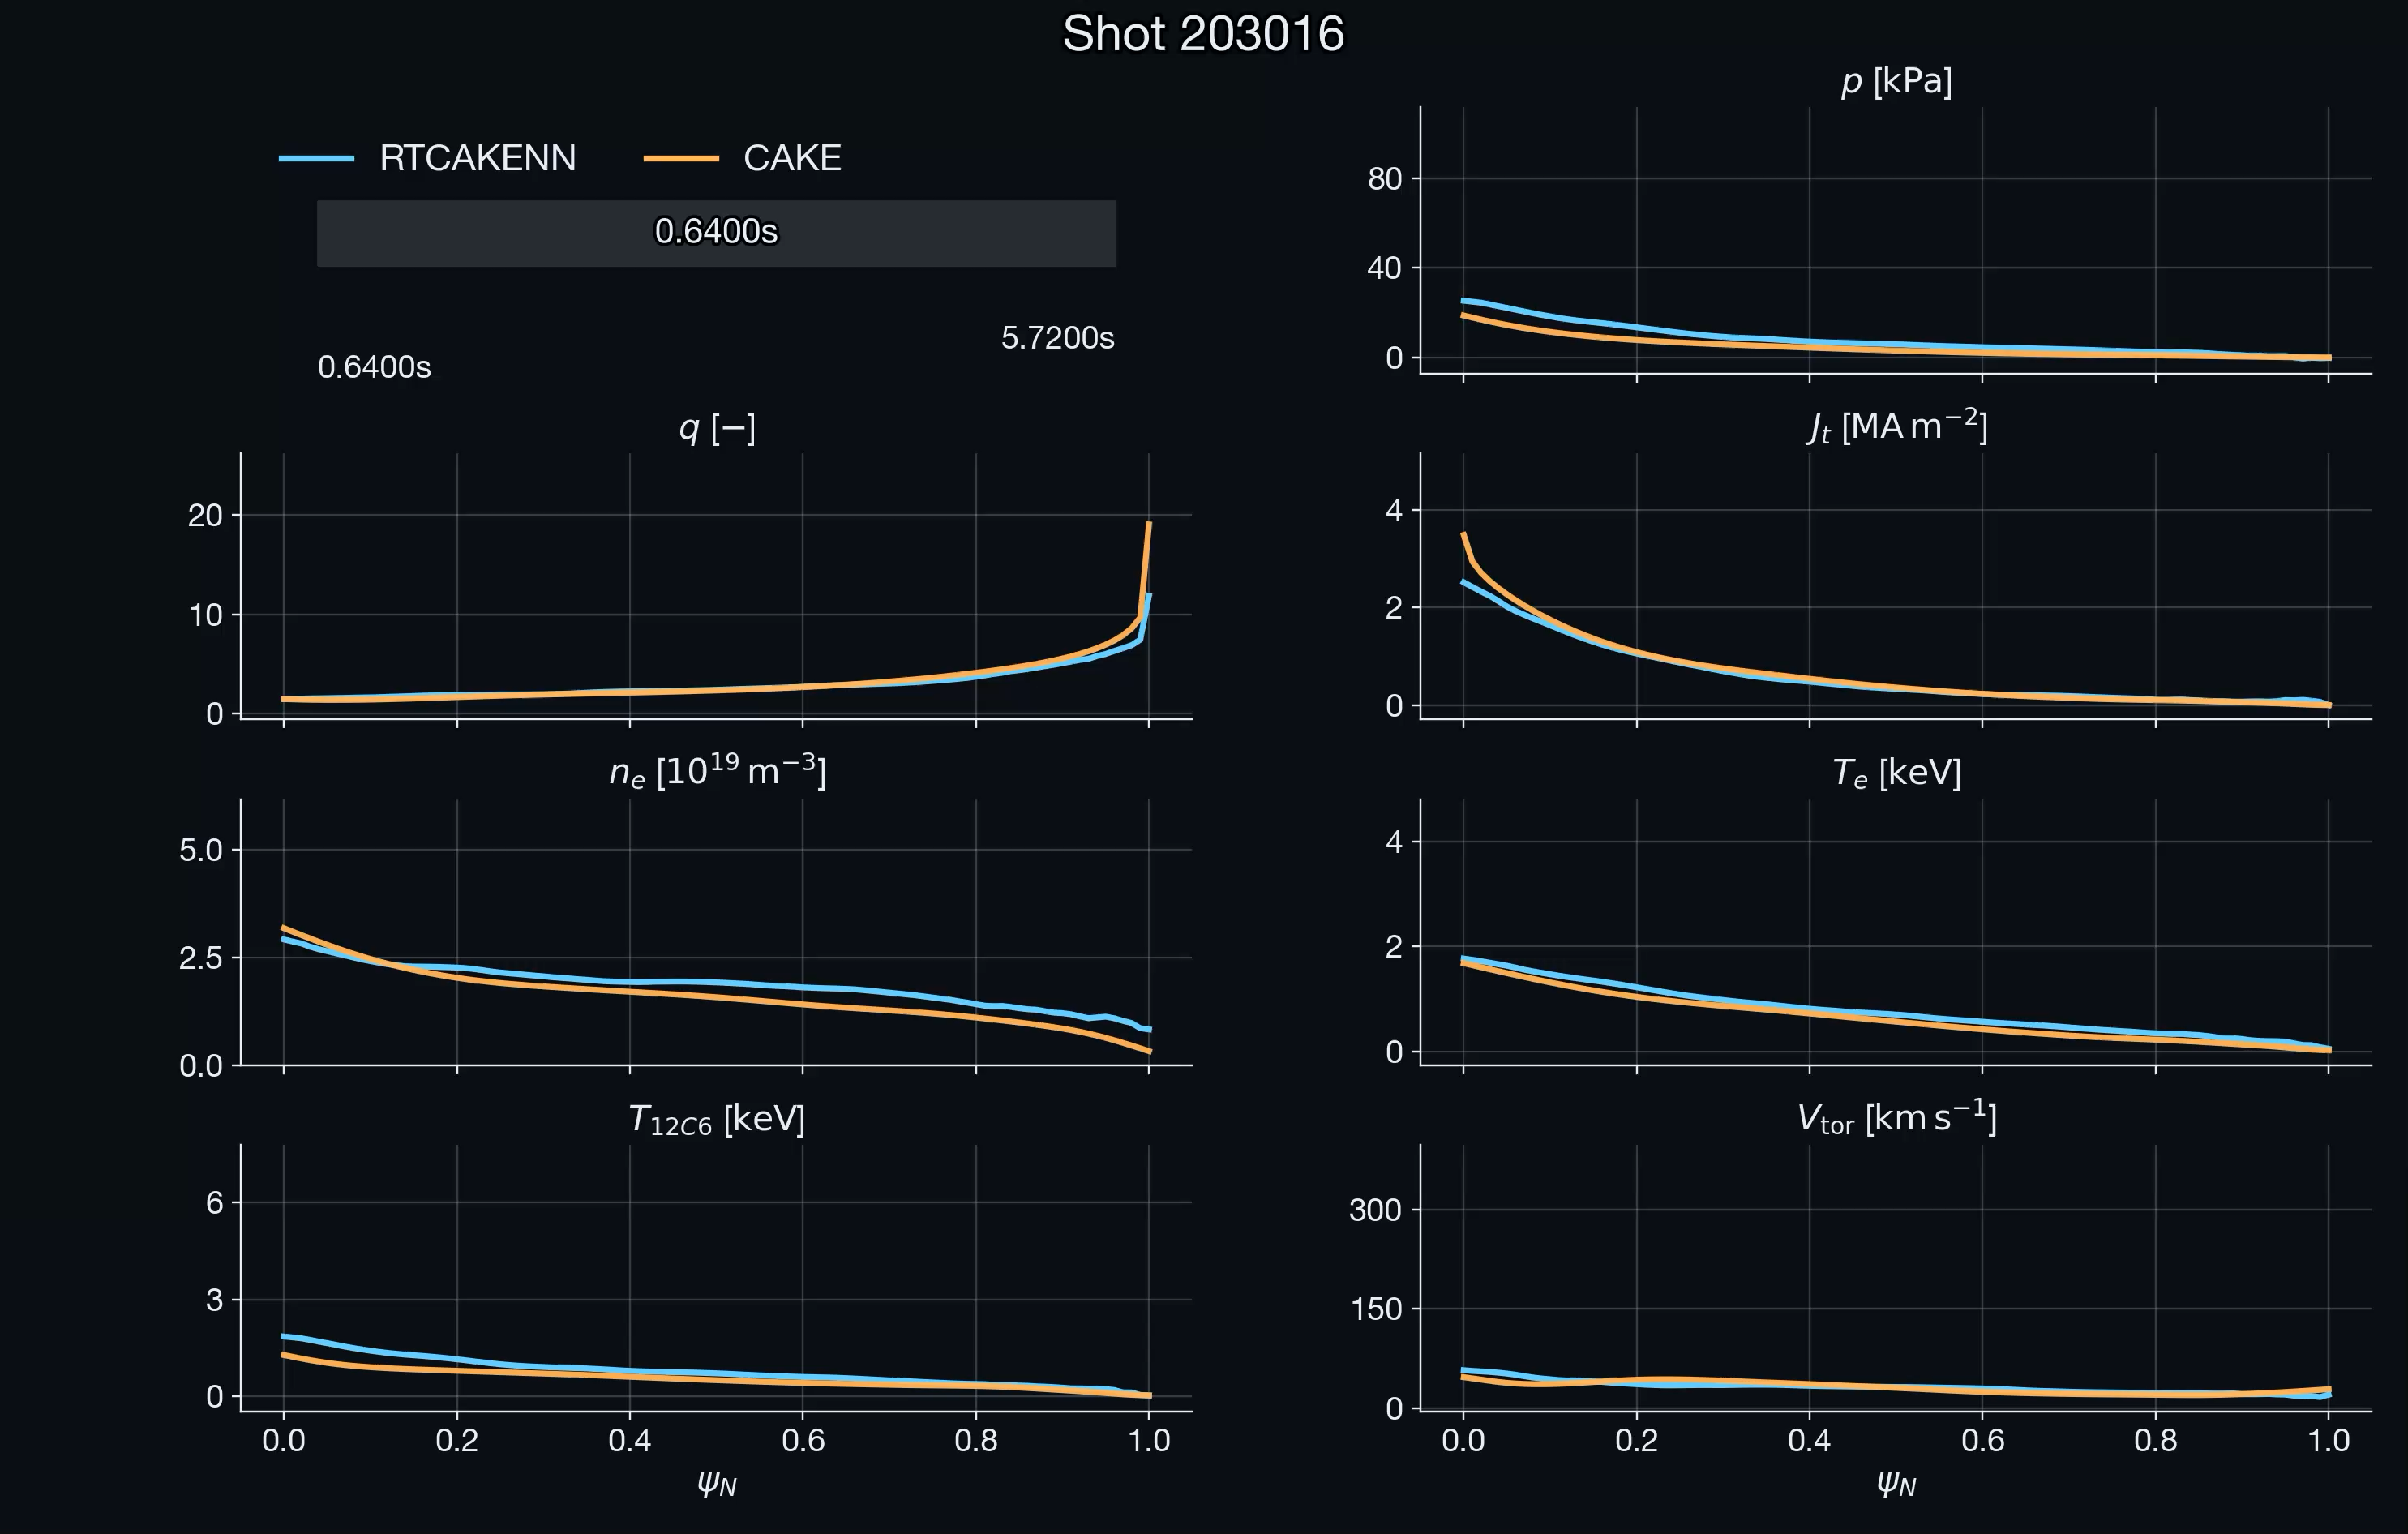 Shot 203016
RTCAKENN
CAKE
0.6400s
5.7200s
0.6400s
p [kPa]
80
40
0
q [−]
20
10
0
J_t [MA m⁻²]
4
2
0
n_e [10¹⁹ m⁻³]
5.0
2.5
0.0
T_e [keV]
4
2
0
T_12C6 [keV]
6
3
0
0.0 0.2 0.4 0.6 0.8 1.0
ψ_N
V_tor [km s⁻¹]
300
150
0
0.0 0.2 0.4 0.6 0.8 1.0
ψ_N